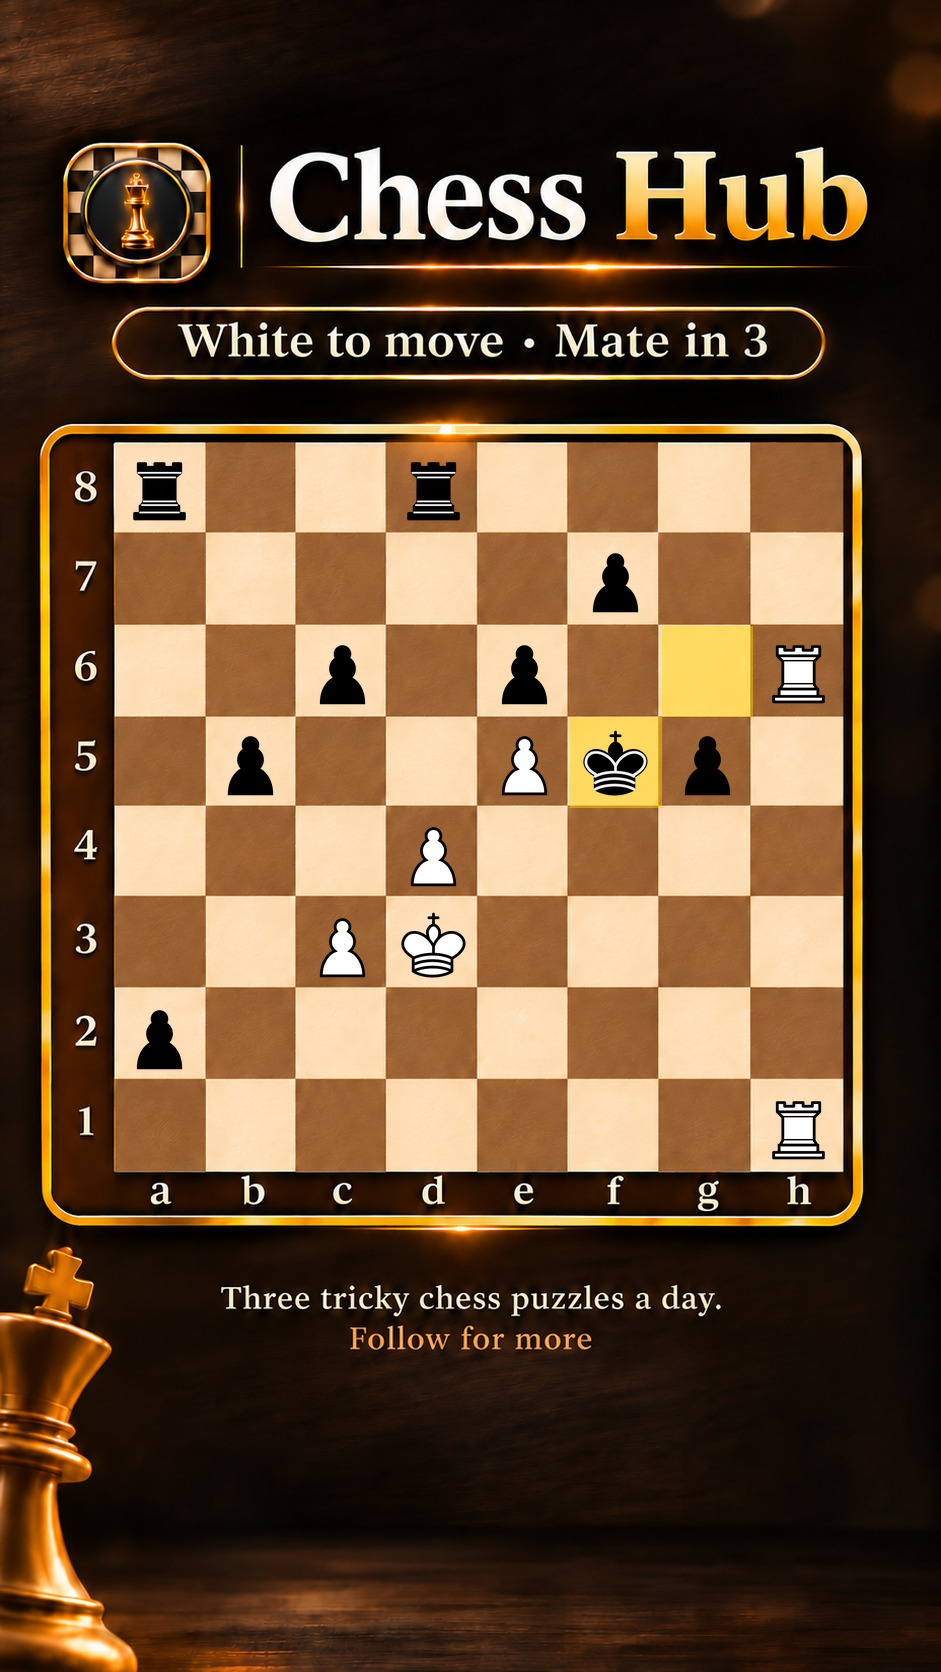 Chess Hub
White to move • Mate in 3
8
7
6
5
4
3
2
1
a b c d e f g h
Three tricky chess puzzles a day.
Follow for more